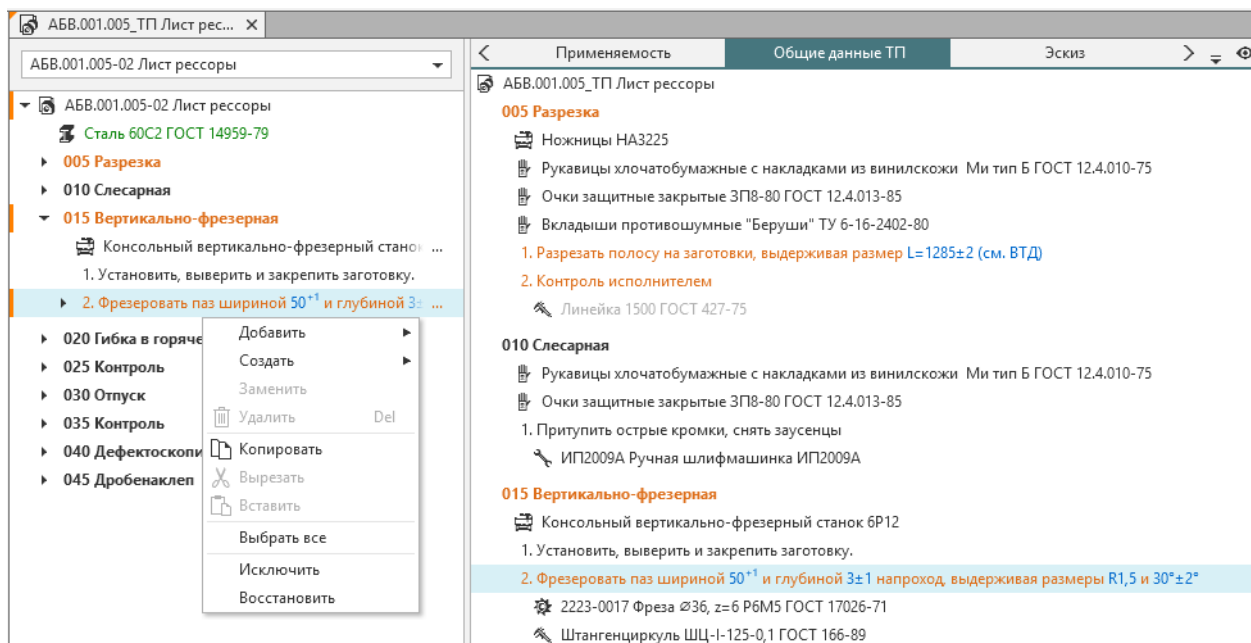 АБВ.001.005_ТП Лист рес...
АБВ.001.005-02 Лист рессоры
АБВ.001.005-02 Лист рессоры
Сталь 60С2 ГОСТ 14959-79
005 Разрезка
010 Слесарная
015 Вертикально-фрезерная
Консольный вертикально-фрезерный станок ...
1. Установить, выверить и закрепить заготовку.
2. Фрезеровать паз шириной 50⁺¹ и глубиной 3± ...
020 Гибка в горяче
025 Контроль
030 Отпуск
035 Контроль
040 Дефектоскопи
045 Дробенаклеп
Добавить
Создать
Заменить
Удалить Del
Копировать
Вырезать
Вставить
Выбрать все
Исключить
Восстановить
Применяемость Общие данные ТП Эскиз
АБВ.001.005_ТП Лист рессоры
005 Разрезка
Ножницы НА3225
Рукавицы хлочатобумажные с накладками из винилскожи Ми тип Б ГОСТ 12.4.010-75
Очки защитные закрытые ЗП8-80 ГОСТ 12.4.013-85
Вкладыши противошумные "Беруши" ТУ 6-16-2402-80
1. Разрезать полосу на заготовки, выдерживая размер L=1285±2 (см. ВТД)
2. Контроль исполнителем
Линейка 1500 ГОСТ 427-75
010 Слесарная
Рукавицы хлочатобумажные с накладками из винилскожи Ми тип Б ГОСТ 12.4.010-75
Очки защитные закрытые ЗП8-80 ГОСТ 12.4.013-85
1. Притупить острые кромки, снять заусенцы
ИП2009А Ручная шлифмашинка ИП2009А
015 Вертикально-фрезерная
Консольный вертикально-фрезерный станок 6Р12
1. Установить, выверить и закрепить заготовку.
2. Фрезеровать паз шириной 50⁺¹ и глубиной 3±1 напроход, выдерживая размеры R1,5 и 30°±2°
2223-0017 Фреза ⌀36, z=6 Р6М5 ГОСТ 17026-71
Штангенциркуль ШЦ-I-125-0,1 ГОСТ 166-89